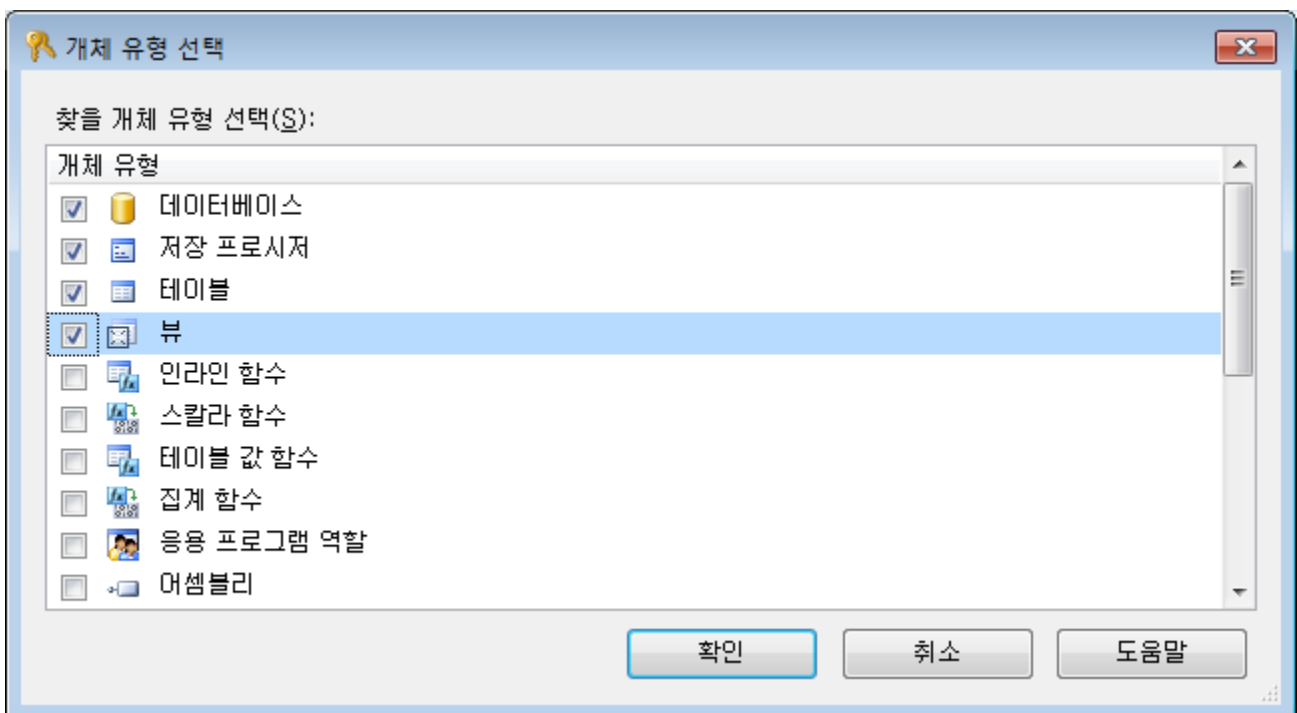 개체 유형 선택
찾을 개체 유형 선택(S):
개체 유형
데이터베이스
저장 프로시저
테이블
뷰
인라인 함수
스칼라 함수
테이블 값 함수
집계 함수
응용 프로그램 역할
어셈블리
확인 취소 도움말